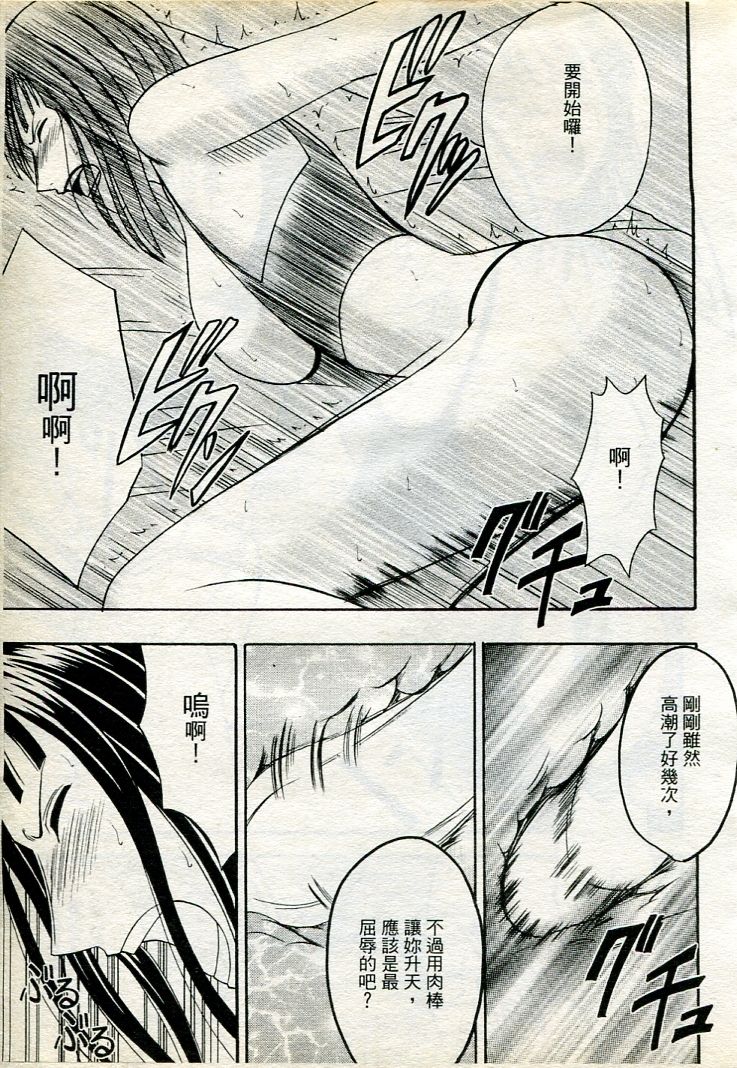 要開始囉！
ビクッ
啊！
グチュ
ビクン
啊啊！
剛剛雖然
高潮了好幾次，
グチュ
不過用肉棒
讓妳升天，
應該是最
屈辱的吧？
嗚啊！
ぶるぶる